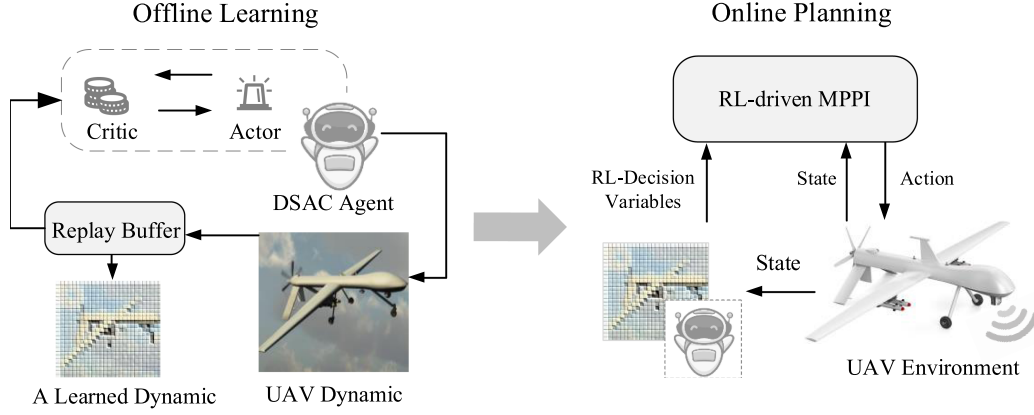 Offline Learning
Critic
Actor
DSAC Agent
Replay Buffer
A Learned Dynamic
UAV Dynamic
Online Planning
RL-driven MPPI
RL-Decision
Variables
State
Action
State
UAV Environment